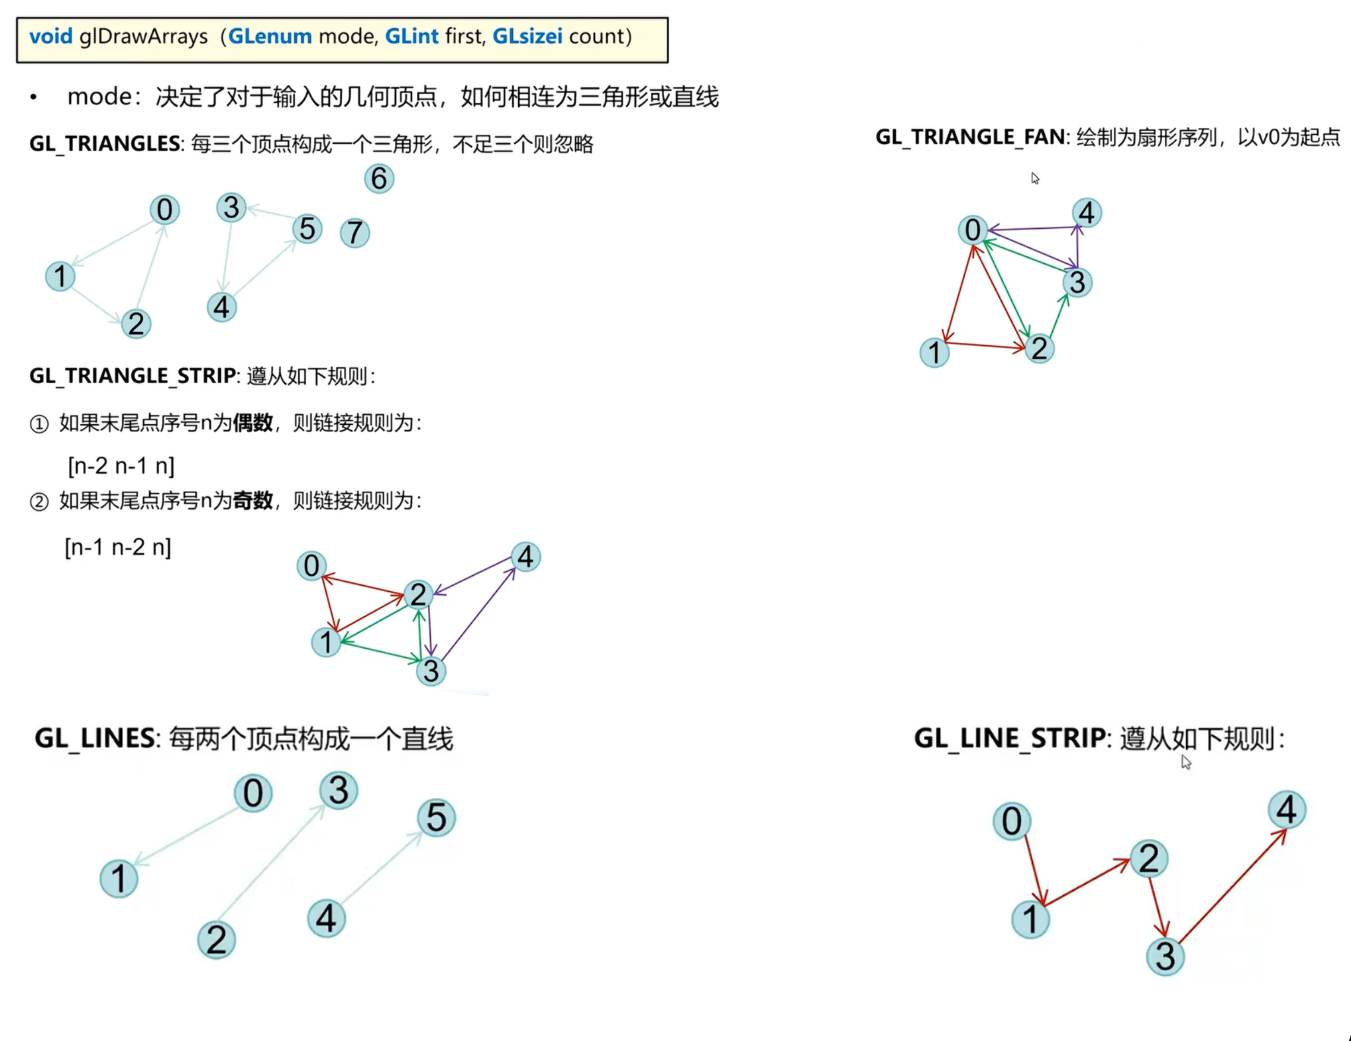 void glDrawArrays（GLenum mode, GLint first, GLsizei count）
• mode：决定了对于输入的几何顶点，如何相连为三角形或直线
GL_TRIANGLES: 每三个顶点构成一个三角形，不足三个则忽略
0
1
2
3
4
5
6
7
GL_TRIANGLE_FAN: 绘制为扇形序列，以v0为起点
0
1
2
3
4
GL_TRIANGLE_STRIP: 遵从如下规则：
① 如果末尾点序号n为偶数，则链接规则为：
[n-2 n-1 n]
② 如果末尾点序号n为奇数，则链接规则为：
[n-1 n-2 n]
0
1
2
3
4
GL_LINES: 每两个顶点构成一个直线
0
1
2
3
4
5
GL_LINE_STRIP: 遵从如下规则：
0
1
2
3
4